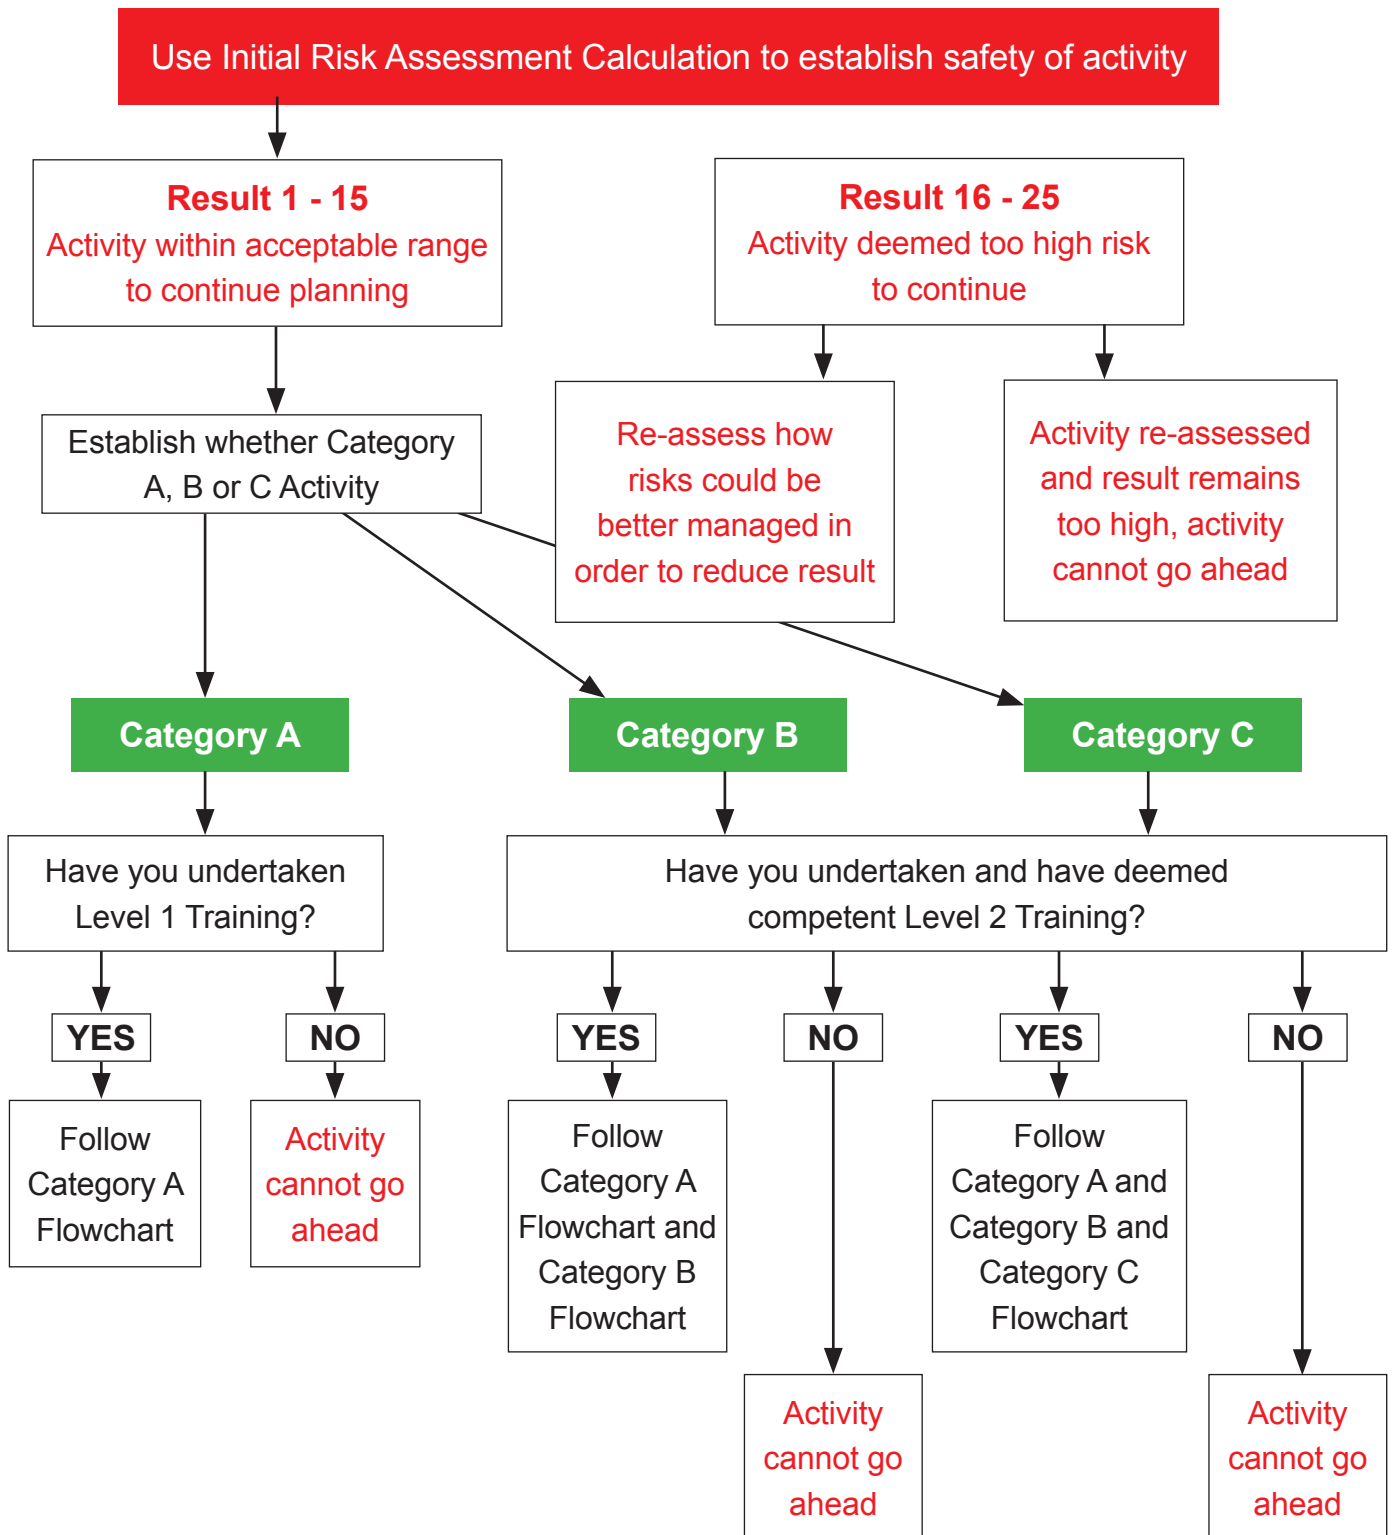 Use Initial Risk Assessment Calculation to establish safety of activity
Result 1 - 15
Activity within acceptable range
to continue planning
Result 16 - 25
Activity deemed too high risk
to continue
Establish whether Category
A, B or C Activity
Re-assess how
risks could be
better managed in
order to reduce result
Activity re-assessed
and result remains
too high, activity
cannot go ahead
Category A
Category B
Category C
Have you undertaken
Level 1 Training?
Have you undertaken and have deemed
competent Level 2 Training?
YES
NO
YES
NO
YES
NO
Follow
Category A
Flowchart
Activity
cannot go
ahead
Follow
Category A
Flowchart and
Category B
Flowchart
Follow
Category A and
Category B and
Category C
Flowchart
Activity
cannot go
ahead
Activity
cannot go
ahead